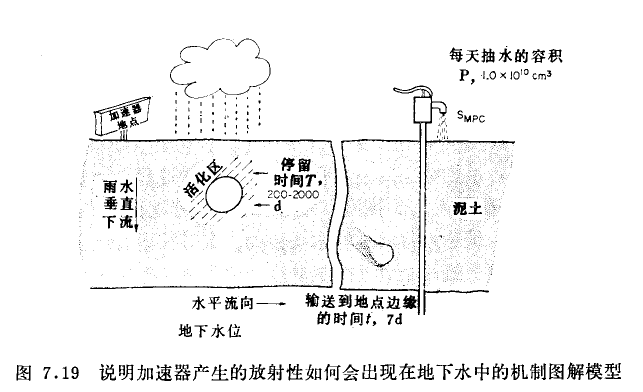 每天抽水的容积
P, 1.0×10¹⁰cm³
加速器
地点
S_MPC
活化区
停留
时间T,
200-2000
d
雨水
垂直
下流
泥土
水平流向
输送到地点边缘
的时间t, 7d
地下水位
图 7.19 说明加速器产生的放射性如何会出现在地下水中的机制图解模型